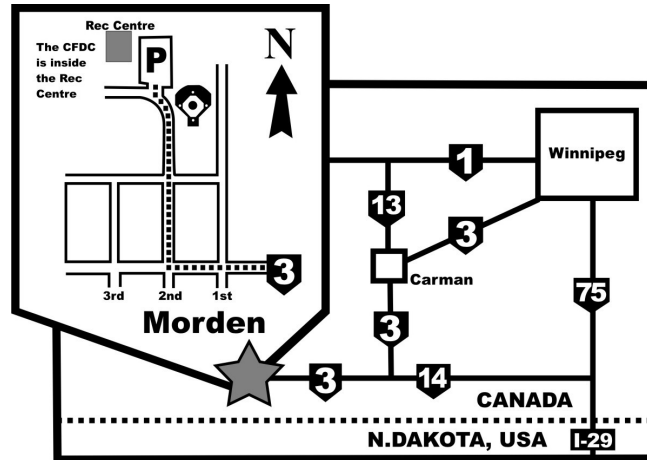 Rec Centre
The CFDC
is inside
the Rec
Centre
P
N
3
3rd 2nd 1st
Morden
1
Winnipeg
13
3
Carman
75
3
3
14
CANADA
N.DAKOTA, USA
I-29